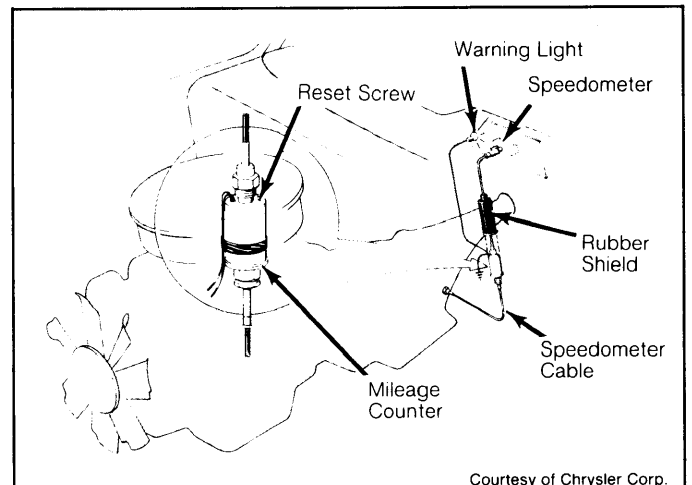 Warning Light
Speedometer
Reset Screw
Rubber
Shield
Speedometer
Cable
Mileage
Counter
Courtesy of Chrysler Corp.